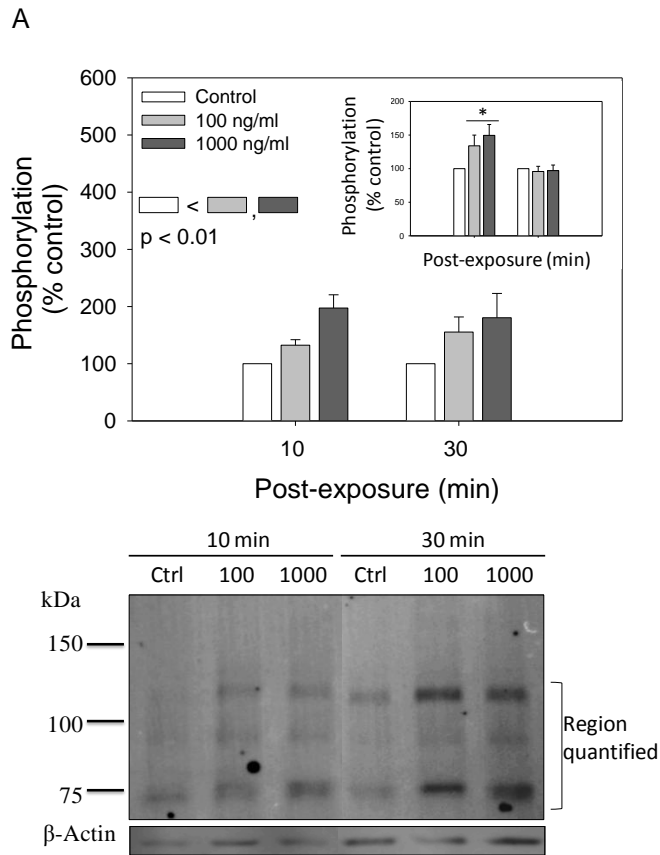 A
600
500
400
300
200
100
0
Phosphorylation
(% control)
Control
100 ng/ml
1000 ng/ml
< ,
p < 0.01
200
150
100
50
0
Phosphorylation
(% control)
*
Post-exposure (min)
10 30
Post-exposure (min)
10 min 30 min
Ctrl 100 1000 Ctrl 100 1000
kDa
150
100
75
Region
quantified
β-Actin